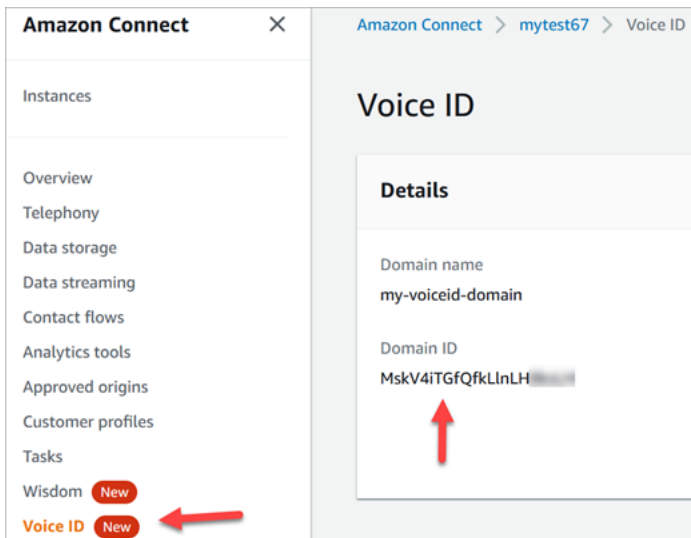 Amazon Connect
Instances
Overview
Telephony
Data storage
Data streaming
Contact flows
Analytics tools
Approved origins
Customer profiles
Tasks
Wisdom New
Voice ID New
Amazon Connect > mytest67 > Voice ID
Voice ID
Details
Domain name
my-voiceid-domain
Domain ID